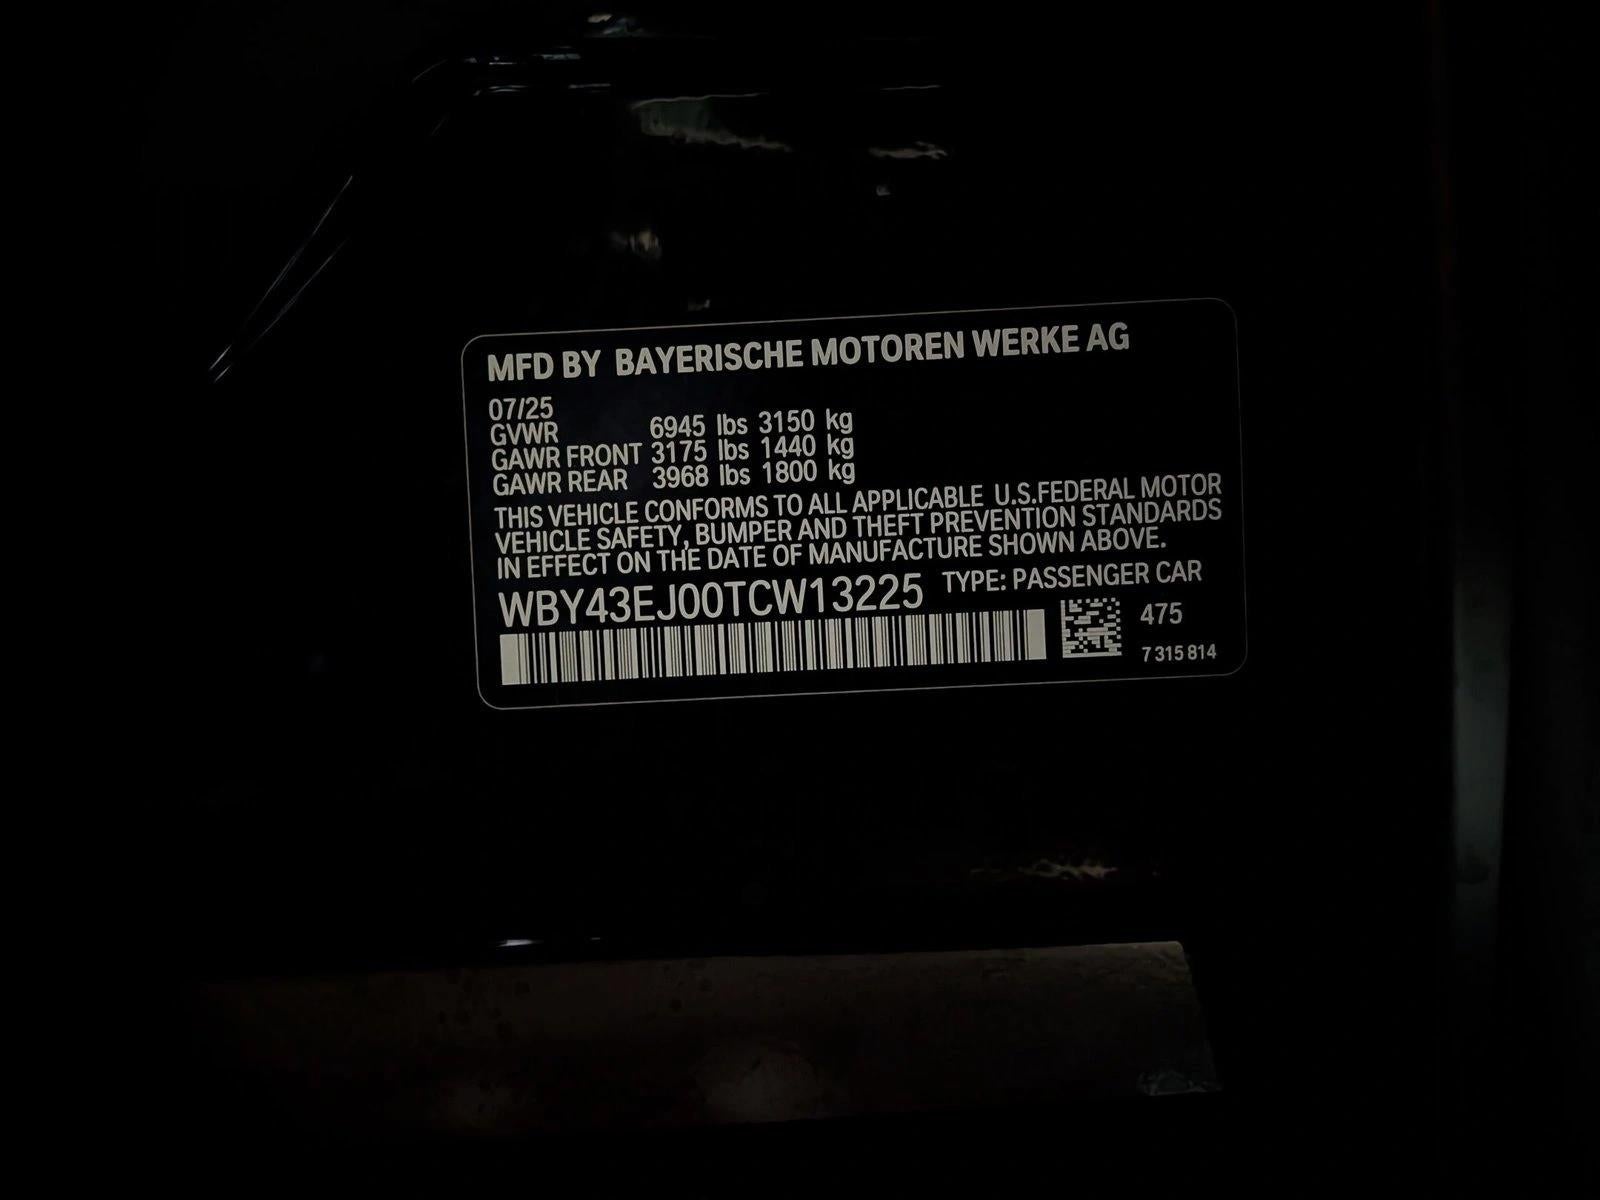 MFD BY BAYERISCHE MOTOREN WERKE AG
07/25
GVWR 6945 lbs 3150 kg
GAWR FRONT 3175 lbs 1440 kg
GAWR REAR 3968 lbs 1800 kg
THIS VEHICLE CONFORMS TO ALL APPLICABLE U.S.FEDERAL MOTOR
VEHICLE SAFETY, BUMPER AND THEFT PREVENTION STANDARDS
IN EFFECT ON THE DATE OF MANUFACTURE SHOWN ABOVE.
WBY43EJ00TCW13225 TYPE: PASSENGER CAR
475
7 315 814